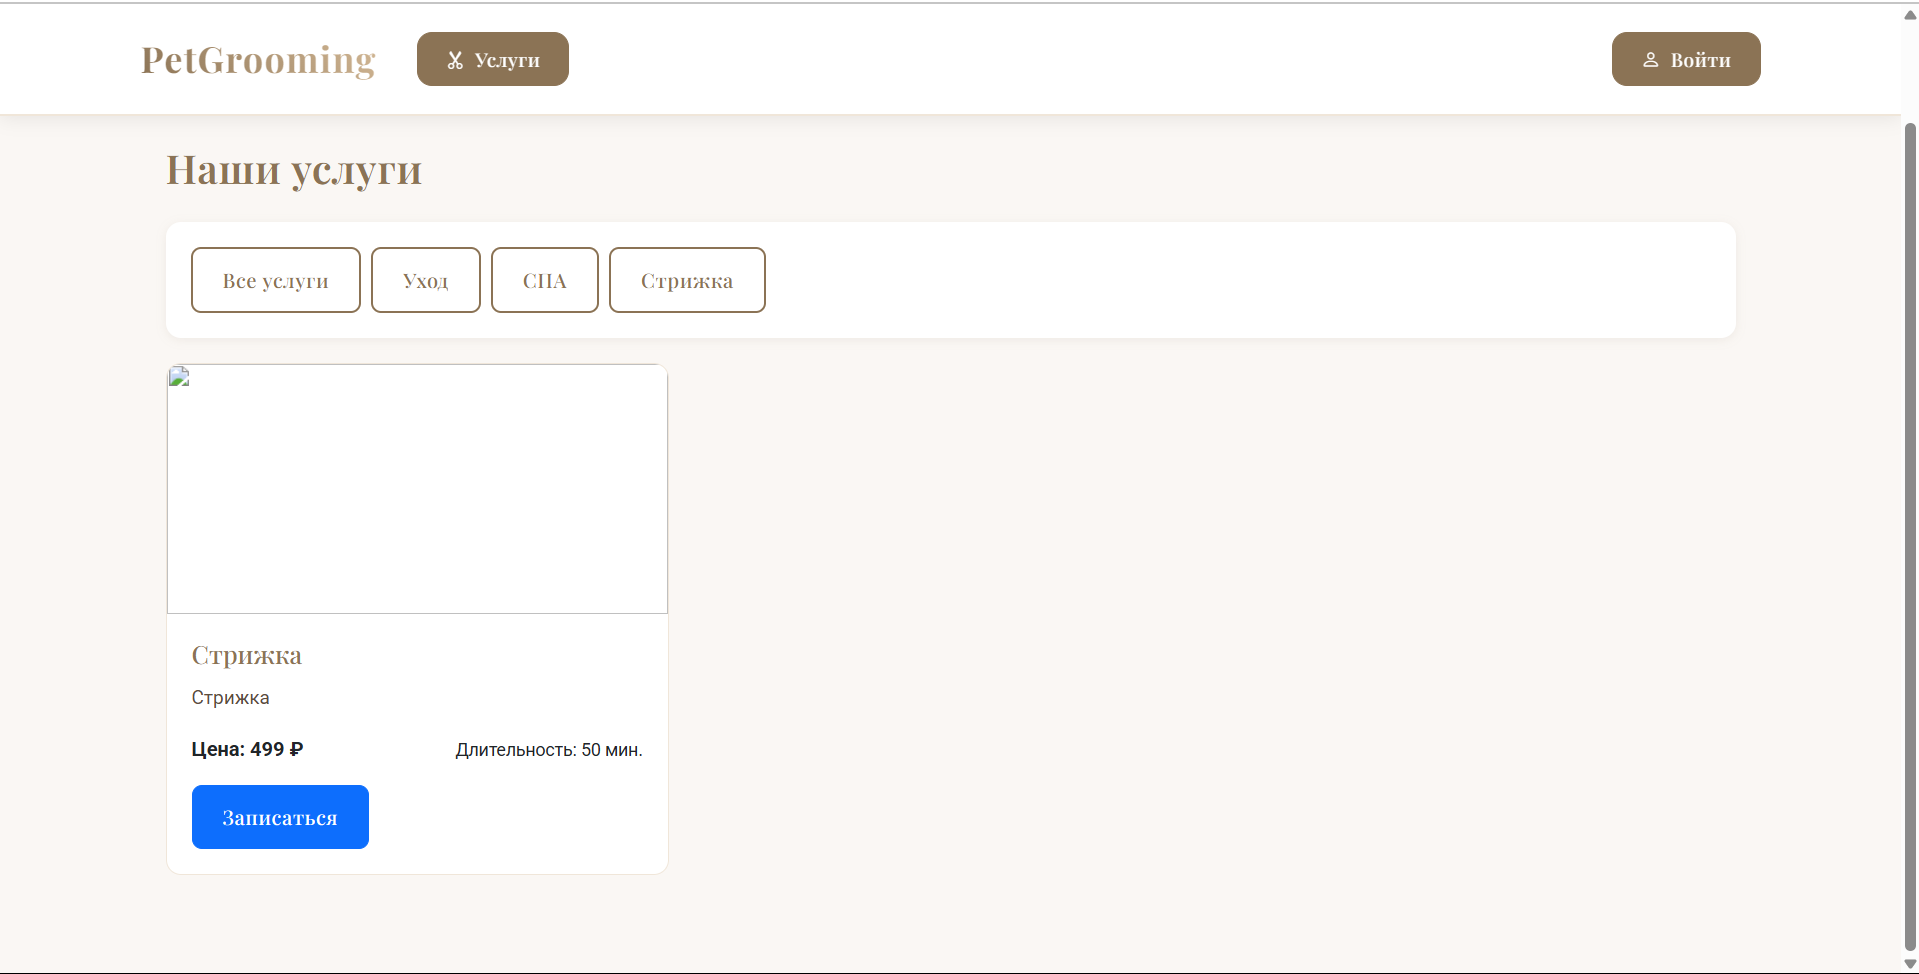 PetGrooming
Услуги
Войти
Наши услуги
Все услуги
Уход
СПА
Стрижка
Стрижка
Стрижка
Цена: 499 ₽
Длительность: 50 мин.
Записаться